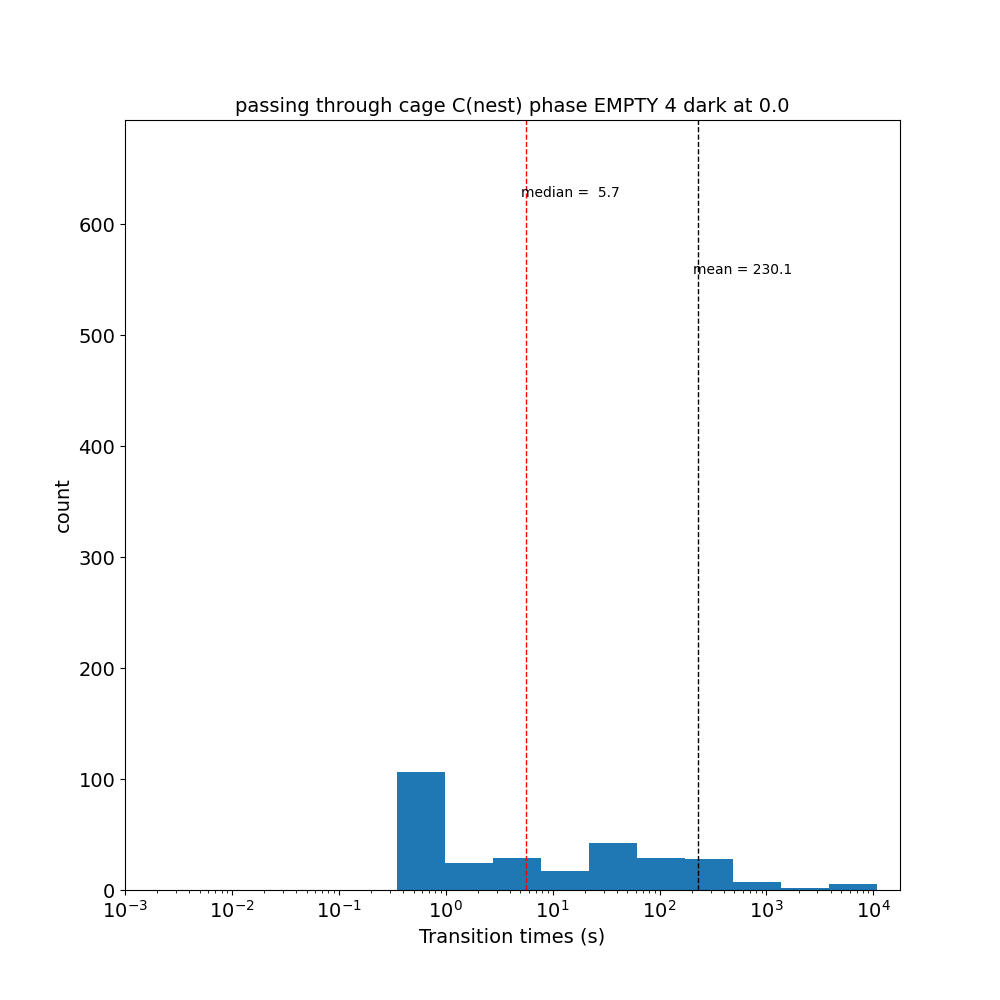 passing through cage C(nest) phase EMPTY 4 dark at 0.0
median =  5.7
mean = 230.1
600
500
400
300
200
100
0
count
10⁻³ 10⁻² 10⁻¹ 10⁰ 10¹ 10² 10³ 10⁴
Transition times (s)